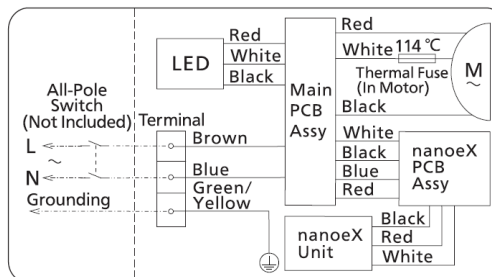 All-Pole
Switch
(Not Included)
L
~
N
Grounding
Terminal
Brown
Blue
Green/
Yellow
LED
Red
White
Black
Main
PCB
Assy
Red
White
114 ℃
Thermal Fuse
(In Motor)
Black
M
~
White
Black
Blue
Red
nanoeX
PCB
Assy
nanoeX
Unit
Black
Red
White